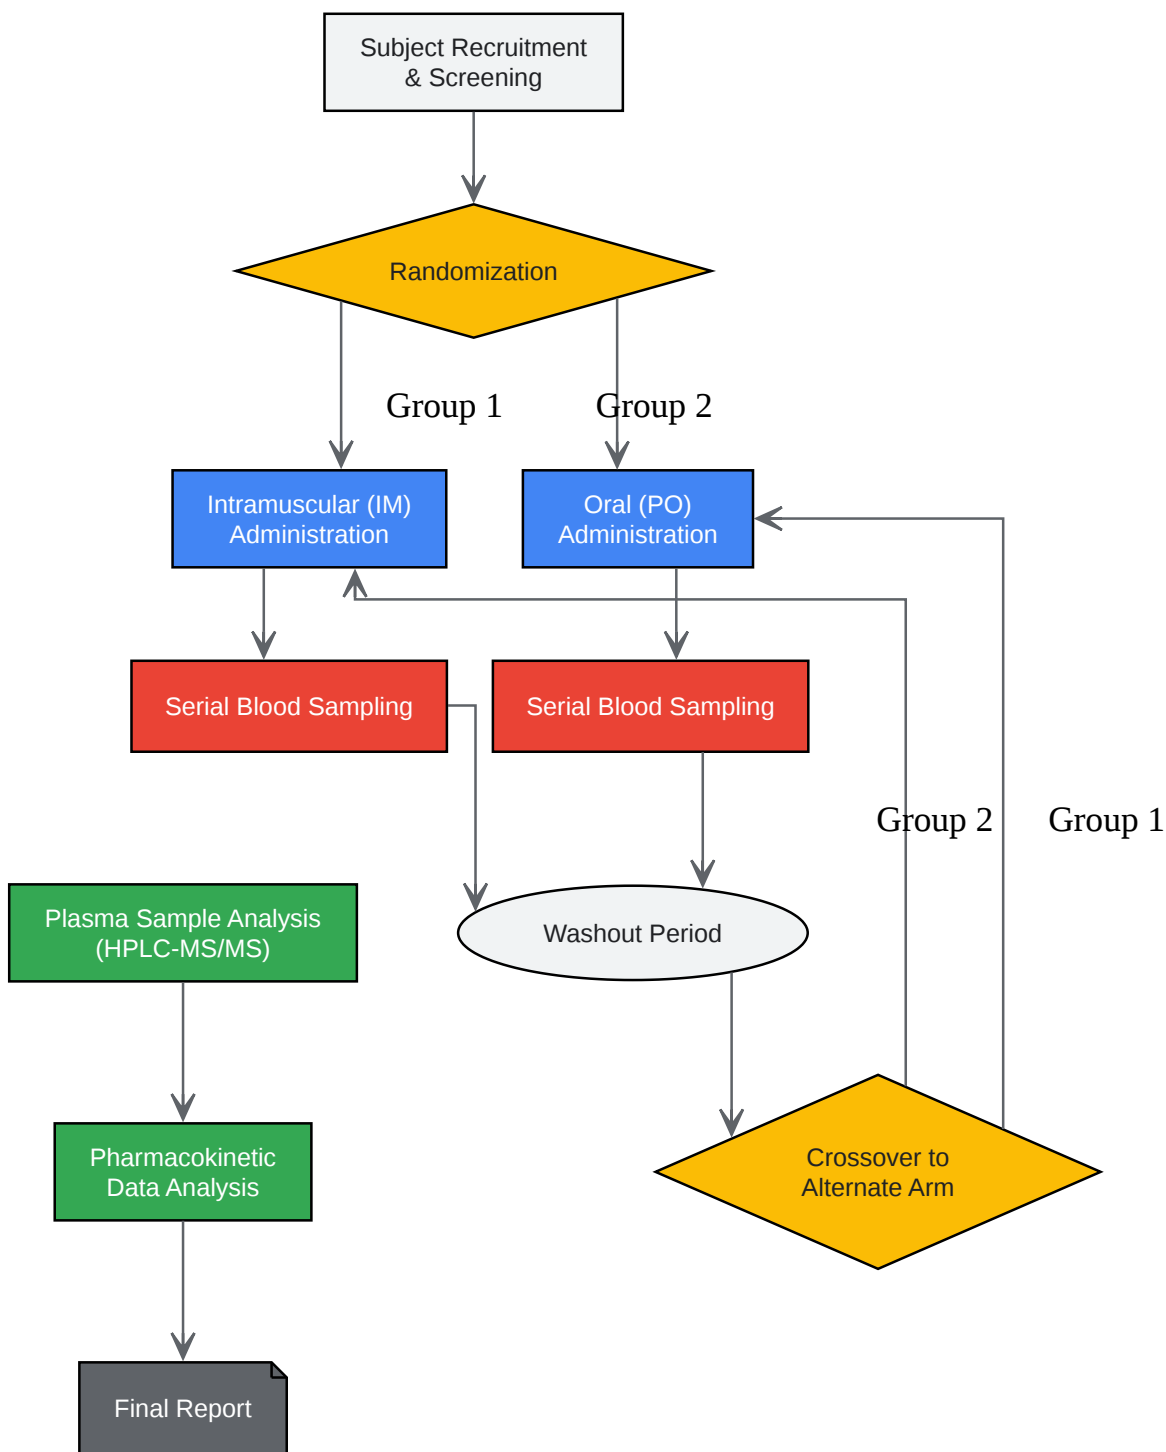 Subject Recruitment
& Screening
Randomization
Group 1
Group 2
Intramuscular (IM)
Administration
Oral (PO)
Administration
Serial Blood Sampling
Serial Blood Sampling
Group 2
Group 1
Plasma Sample Analysis
(HPLC-MS/MS)
Washout Period
Pharmacokinetic
Data Analysis
Crossover to
Alternate Arm
Final Report